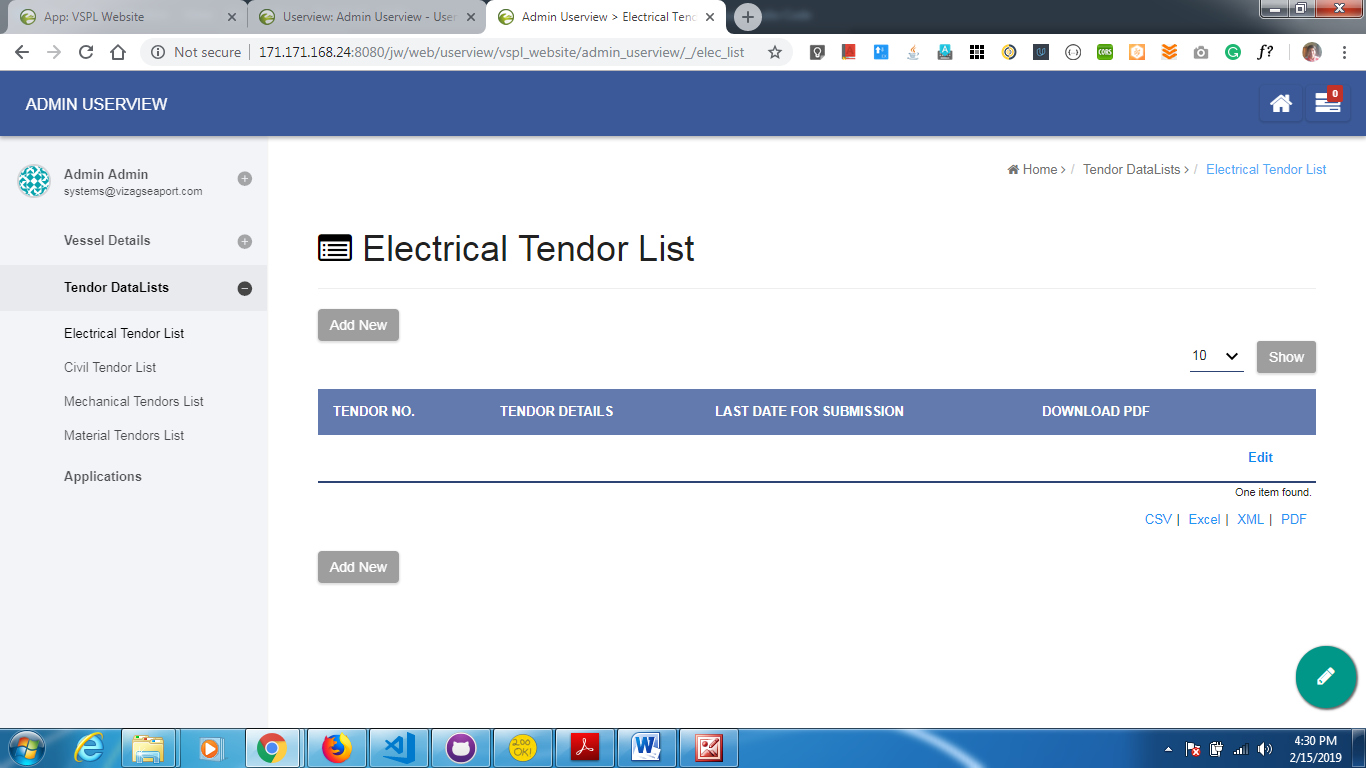 App: VSPL Website
Userview: Admin Userview - User
Admin Userview > Electrical Tend
Not secure 171.171.168.24:8080/jw/web/userview/vspl_website/admin_userview/_/elec_list
CORS
f?
ADMIN USERVIEW
0
Admin Admin
systems@vizagseaport.com
Vessel Details
Tendor DataLists
Electrical Tendor List
Civil Tendor List
Mechanical Tendors List
Material Tendors List
Applications
Home > / Tendor DataLists > / Electrical Tendor List
Electrical Tendor List
Add New
10
Show
TENDOR NO. TENDOR DETAILS LAST DATE FOR SUBMISSION DOWNLOAD PDF
Edit
One item found.
CSV | Excel | XML | PDF
Add New
200 OK!
4:30 PM
2/15/2019